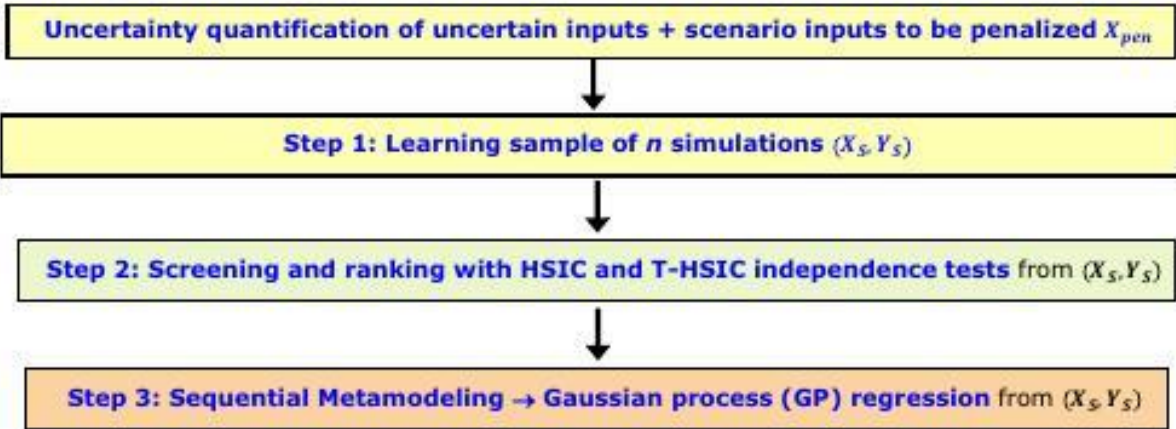 Uncertainty quantification of uncertain inputs + scenario inputs to be penalized X_pen
Step 1: Learning sample of n simulations (X_S, Y_S)
Step 2: Screening and ranking with HSIC and T-HSIC independence tests from (X_S, Y_S)
Step 3: Sequential Metamodeling → Gaussian process (GP) regression from (X_S, Y_S)